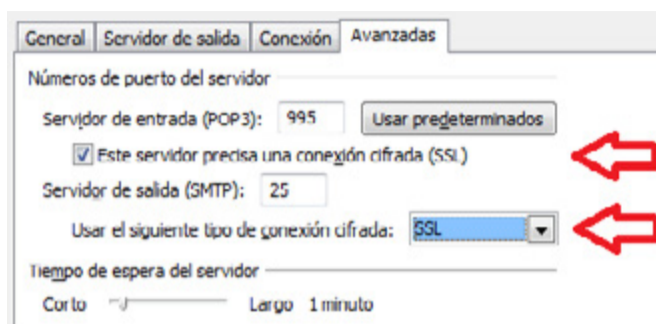 General Servidor de salida Conexión Avanzadas
Números de puerto del servidor
Servidor de entrada (POP3): 995 Usar predeterminados
Este servidor precisa una conexión cifrada (SSL)
Servidor de salida (SMTP): 25
Usar el siguiente tipo de conexión cifrada: SSL
Tiempo de espera del servidor
Corto Largo 1 minuto